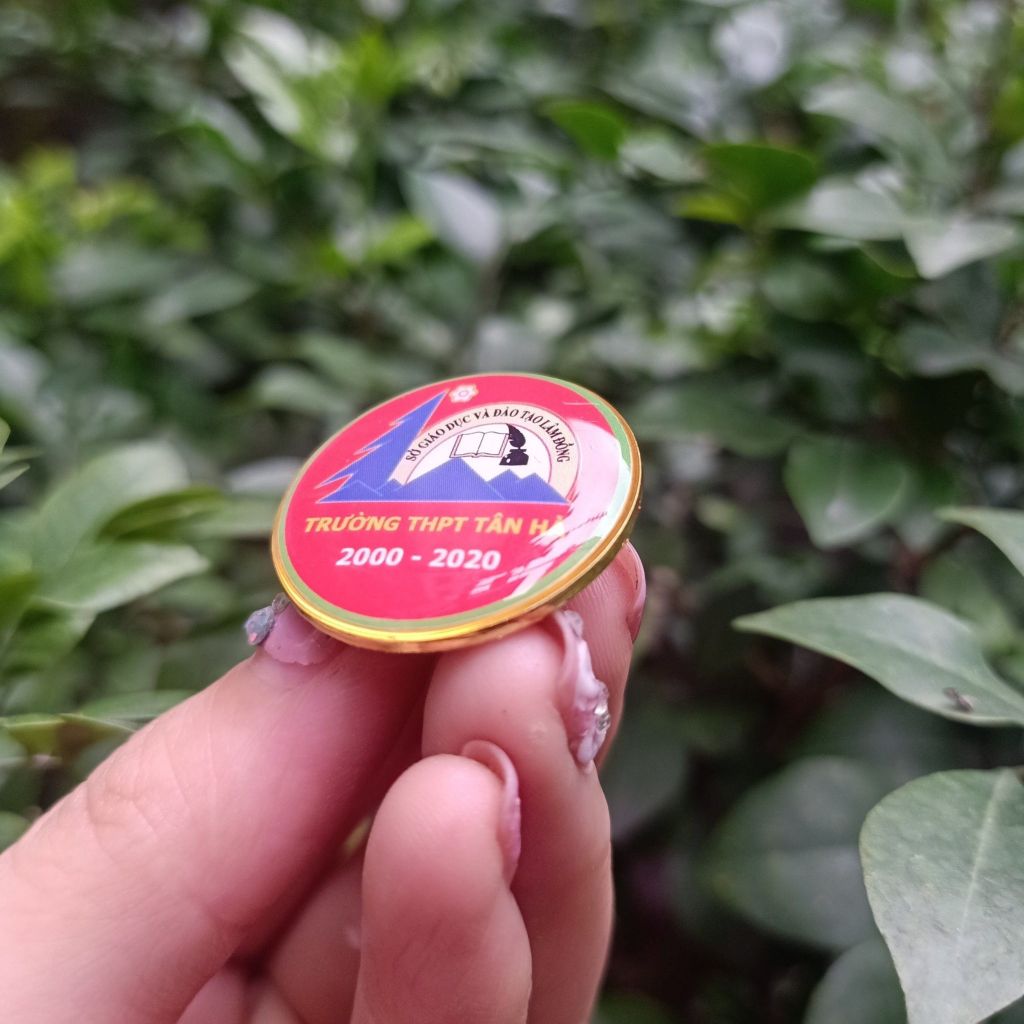 SỞ GIÁO DỤC VÀ ĐÀO TẠO LÂM ĐỒNG
TRƯỜNG THPT TÂN HÀ
2000 - 2020